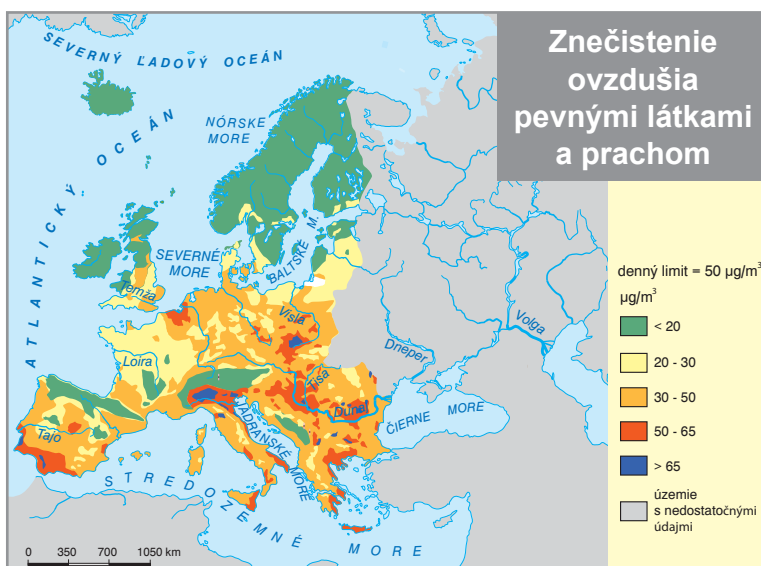 Znečistenie
ovzdušia
pevnými látkami
a prachom
SEVERNÝ ĽADOVÝ OCEÁN
NÓRSKE
MORE
ATLANTICKÝ OCEÁN
SEVERNÉ
MORE
BALTSKÉ M.
Temža
Visla
Volga
Dneper
Loira
Tisa
Dunaj
ČIERNE MORE
JADRANSKÉ MORE
Tajo
STREDOZEMNÉ MORE
0 350 700 1050 km
denný limit = 50 µg/m³
µg/m³
< 20
20 - 30
30 - 50
50 - 65
> 65
územie
s nedostatočnými
údajmi